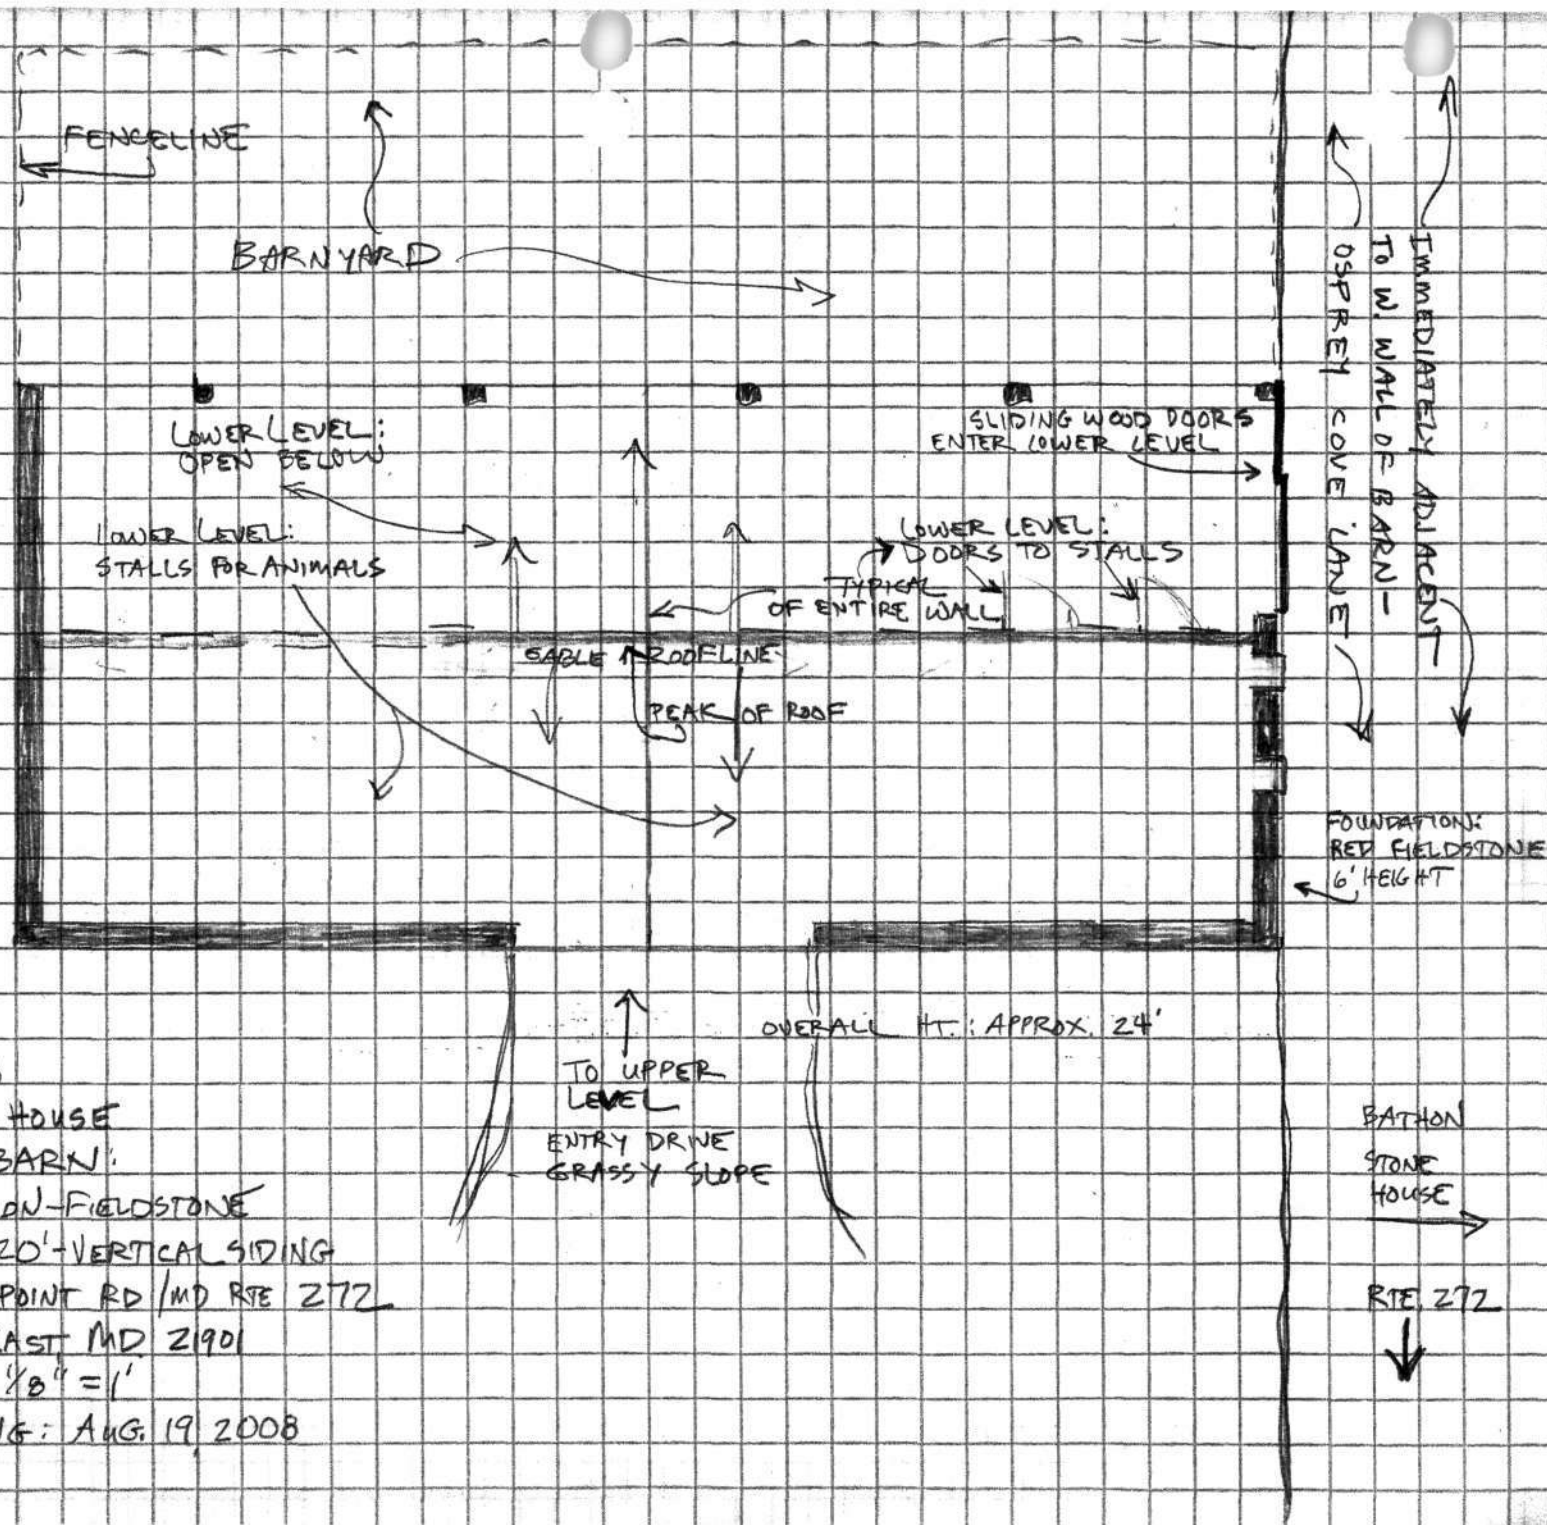 FENCELINE
BARNYARD
LOWER LEVEL:
OPEN BELOW
LOWER LEVEL:
STALLS FOR ANIMALS
SLIDING WOOD DOORS
ENTER LOWER LEVEL
LOWER LEVEL:
DOORS TO STALLS
TYPICAL
OF ENTIRE WALL
GABLE ROOFLINE
PEAK OF ROOF
IMMEDIATELY ADJACENT-
TO W. WALL OF BARN-
OSPREY COVE LANE
FOUNDATION:
RED FIELDSTONE
6' HEIGHT
OVERALL HT.: APPROX. 24'
TO UPPER
LEVEL
ENTRY DRIVE
GRASSY SLOPE
HOUSE
BARN:
ON-FIELDSTONE
20'-VERTICAL SIDING
POINT RD/MD RTE 272
AST, MD 21901
1/8" = 1'
G: AUG. 19, 2008
BATHON
STONE
HOUSE
RTE. 272